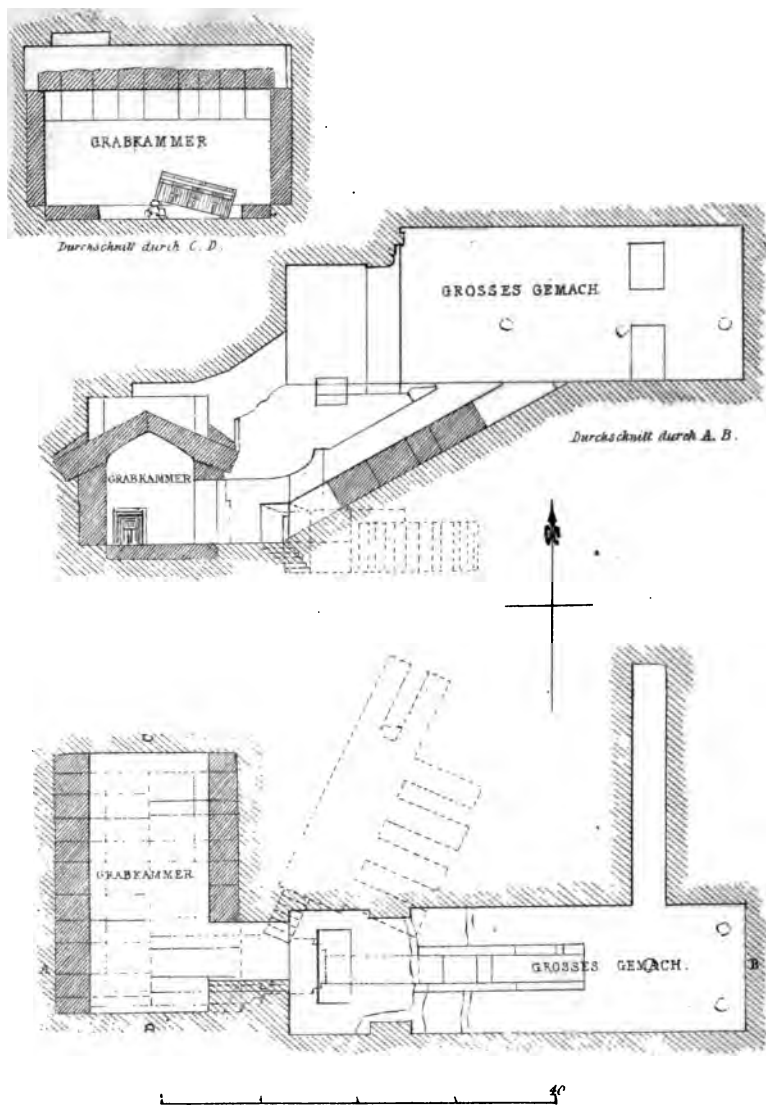 GRABKAMMER
Durchschnitt durch C. D.
GROSSES GEMACH
Durchschnitt durch A. B.
GRABKAMMER
C
GRABKAMMER
A
GROSSES GEMACH.
B
D
40